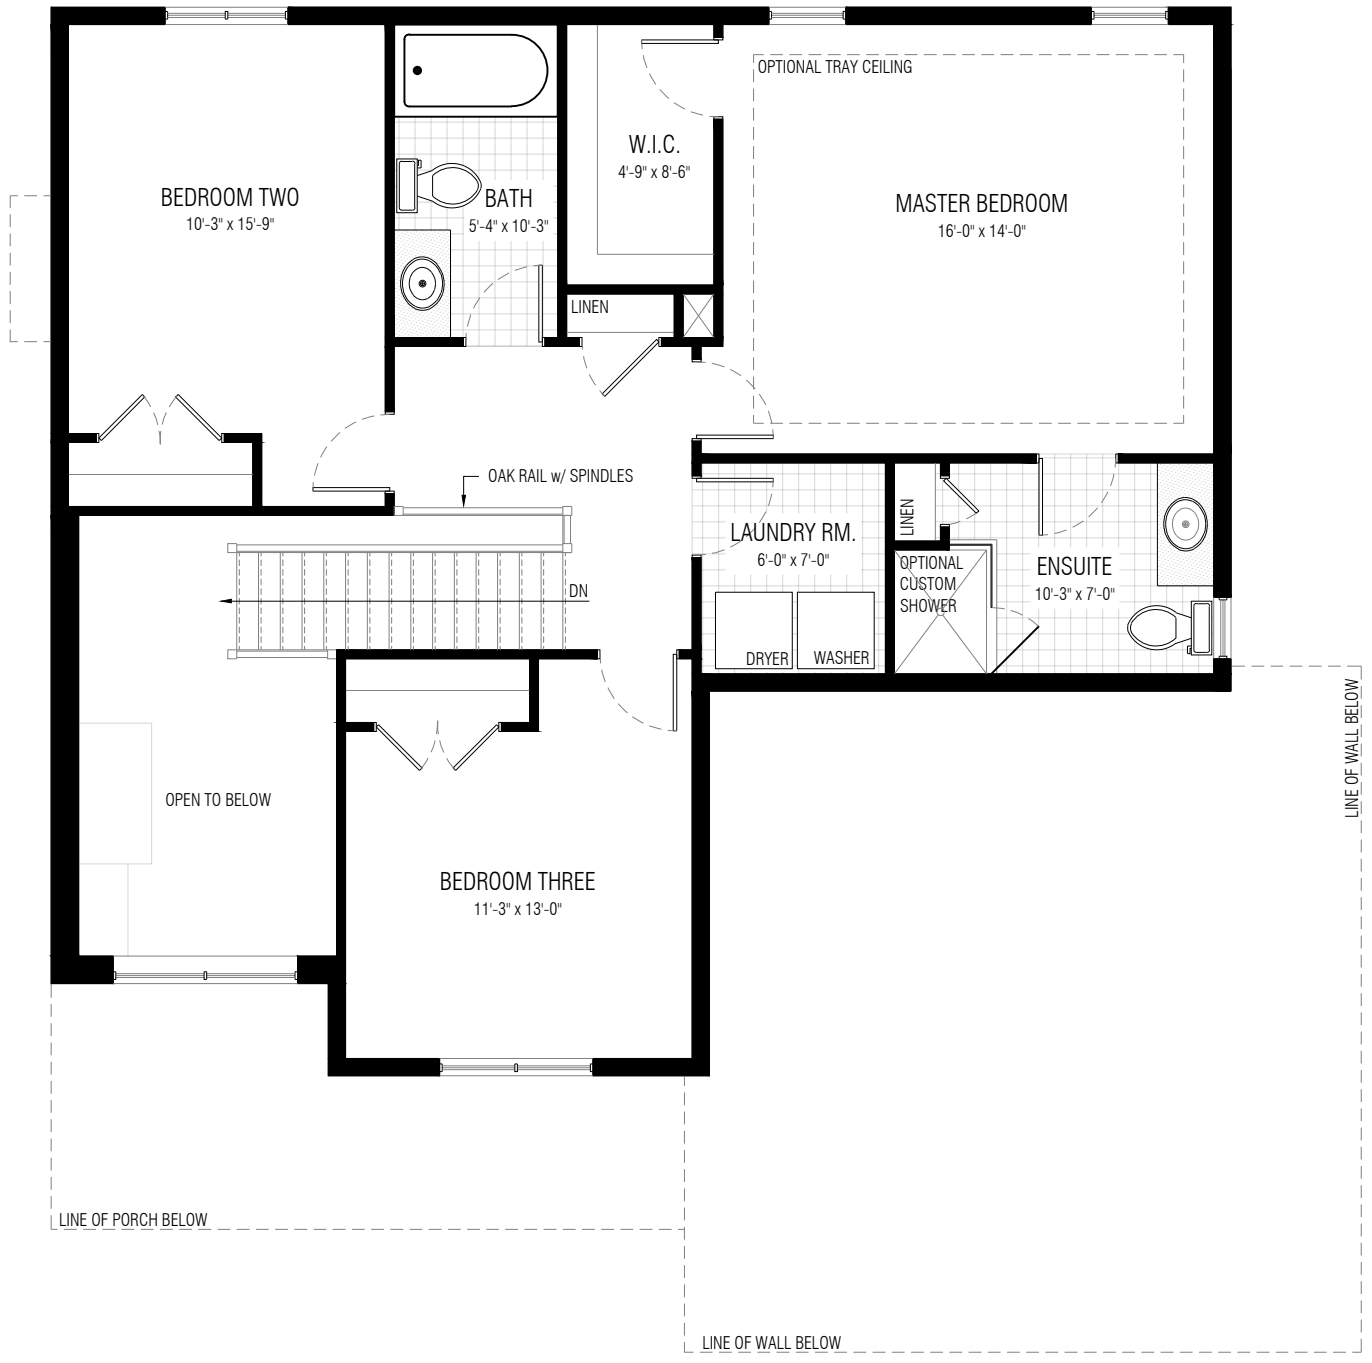 OPTIONAL TRAY CEILING
W.I.C.
4'-9" x 8'-6"
BEDROOM TWO
10'-3" x 15'-9"
BATH
5'-4" x 10'-3"
MASTER BEDROOM
16'-0" x 14'-0"
LINEN
OAK RAIL w/ SPINDLES
LAUNDRY RM.
6'-0" x 7'-0"
LINEN
OPTIONAL
CUSTOM
SHOWER
ENSUITE
10'-3" x 7'-0"
DN
DRYER
WASHER
LINE OF WALL BELOW
OPEN TO BELOW
BEDROOM THREE
11'-3" x 13'-0"
LINE OF PORCH BELOW
LINE OF WALL BELOW